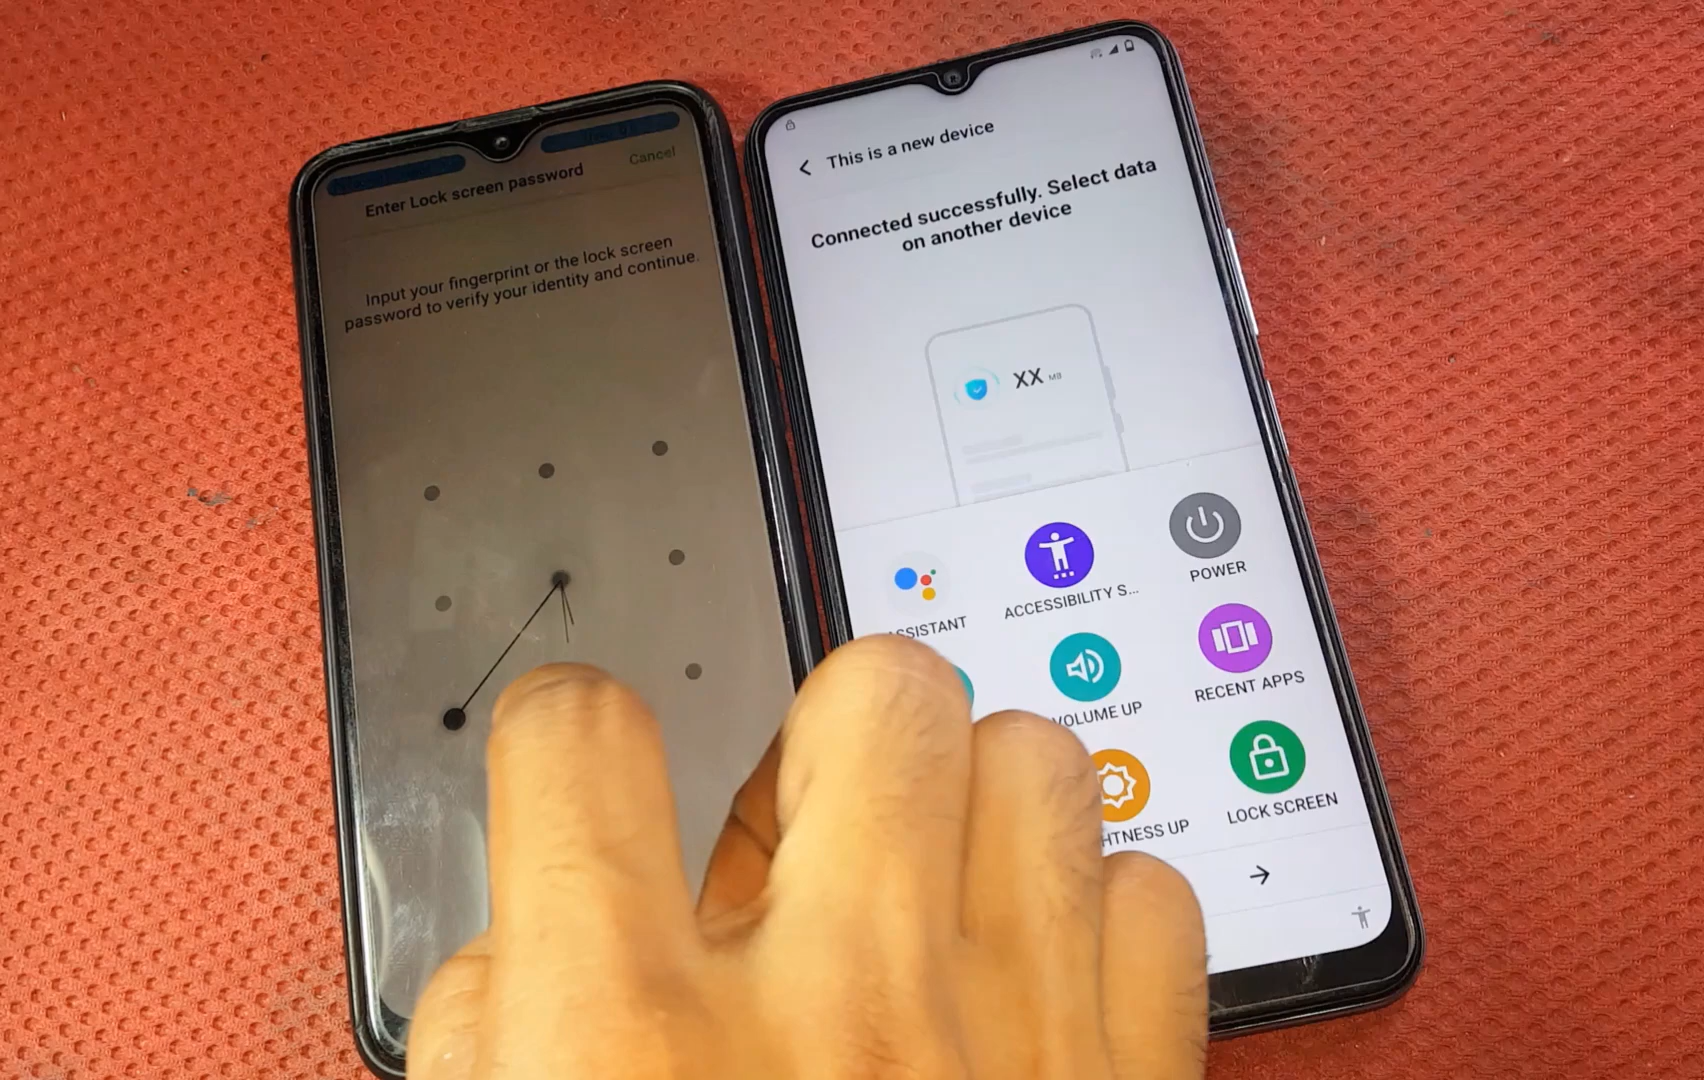 Cancel
Enter Lock screen password
Input your fingerprint or the lock screen
password to verify your identity and continue.
This is a new device
Connected successfully. Select data
on another device
XX MB
ACCESSIBILITY S...
POWER
VOLUME UP
RECENT APPS
LOCK SCREEN